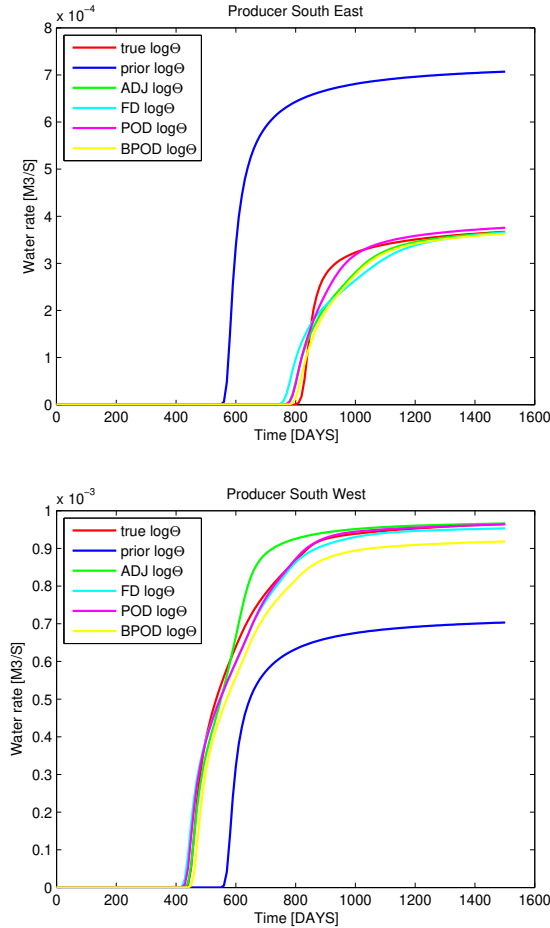 Producer South East
x 10⁻⁴
8
7
6
5
4
3
2
1
0
Water rate [M3/S]
true logΘ
prior logΘ
ADJ logΘ
FD logΘ
POD logΘ
BPOD logΘ
0 200 400 600 800 1000 1200 1400 1600
Time [DAYS]
Producer South West
x 10⁻³
1
0.9
0.8
0.7
0.6
0.5
0.4
0.3
0.2
0.1
0
Water rate [M3/S]
true logΘ
prior logΘ
ADJ logΘ
FD logΘ
POD logΘ
BPOD logΘ
0 200 400 600 800 1000 1200 1400 1600
Time [DAYS]